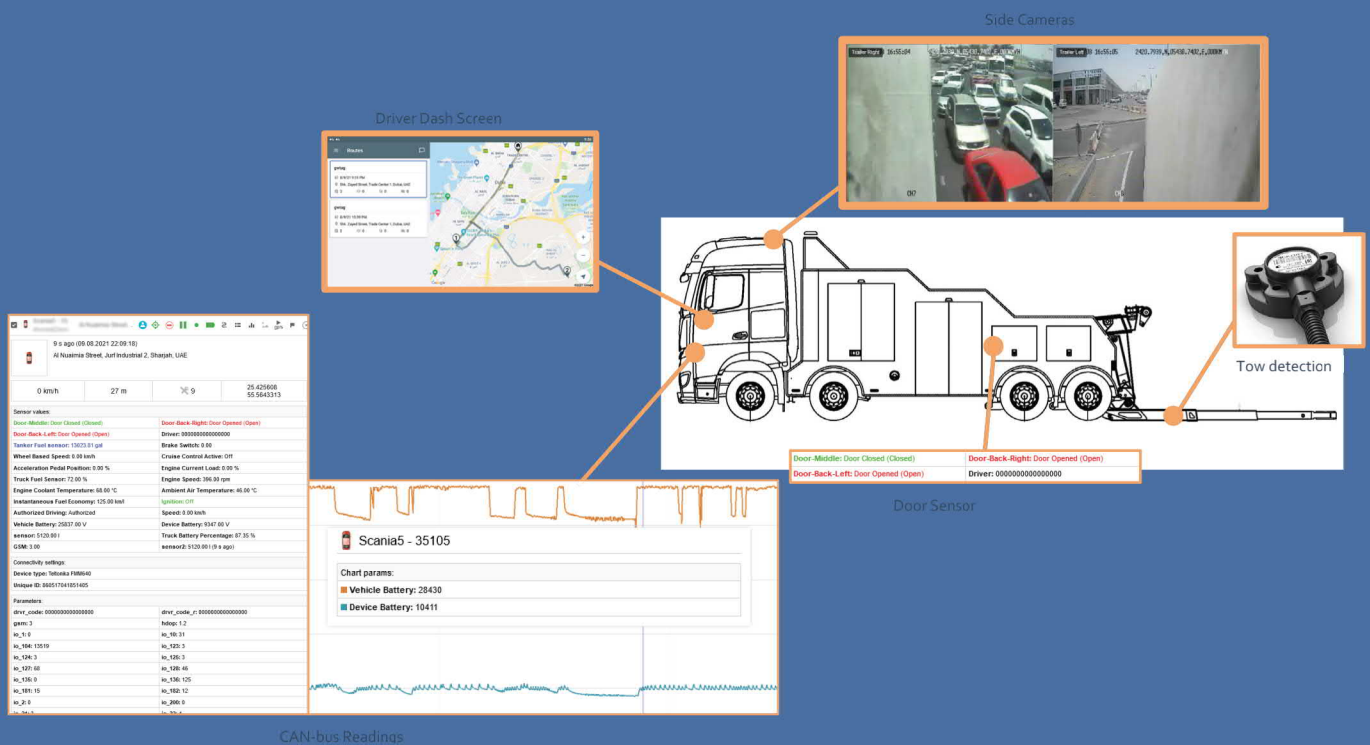 Side Cameras
Trailer Right 16:55:04
Trailer Left 16:55:05 2420.7939,N,05438.7402,E,000KM/H
CH7
Driver Dash Screen
Routes
Dubai
Google
Tow detection
9 s ago (09.08.2021 22:09:18)
Al Nuaimia Street, Jurf Industrial 2, Sharjah, UAE
0 km/h 27 m 9 25.425608
55.5643313
Sensor values:
Door-Middle: Door Closed (Closed) Door-Back-Right: Door Opened (Open)
Door-Back-Left: Door Opened (Open) Driver: 0000000000000000
Tanker Fuel sensor: 13023.81 gal Brake Switch: 0.00
Wheel Based Speed: 0.00 km/h Cruise Control Active: Off
Acceleration Pedal Position: 0.00 % Engine Current Load: 0.00 %
Truck Fuel Sensor: 72.00 % Engine Speed: 396.00 rpm
Engine Coolant Temperature: 68.00 °C Ambient Air Temperature: 46.00 °C
Instantaneous Fuel Economy: 125.00 km/l Ignition: Off
Authorized Driving: Authorized Speed: 0.00 km/h
Vehicle Battery: 25837.00 V Device Battery: 9347.00 V
sensor: 5120.00 l Truck Battery Percentage: 87.35 %
GSM: 3.00 sensor2: 5120.00 l (9 s ago)
Connectivity settings:
Device type: Teltonika FMM640
Unique ID: 860517041851405
Parameters:
drvr_code: 0000000000000000 drvr_code_r: 0000000000000000
gsm: 3 hdop: 1.2
io_1: 0 io_10: 31
io_104: 13519 io_123: 3
io_124: 3 io_126: 3
io_127: 68 io_128: 46
io_135: 0 io_136: 125
io_181: 15 io_182: 12
io_2: 0 io_200: 0
Door-Middle: Door Closed (Closed) Door-Back-Right: Door Opened (Open)
Door-Back-Left: Door Opened (Open) Driver: 0000000000000000
Door Sensor
Scania5 - 35105
Chart params:
Vehicle Battery: 28430
Device Battery: 10411
CAN-bus Readings